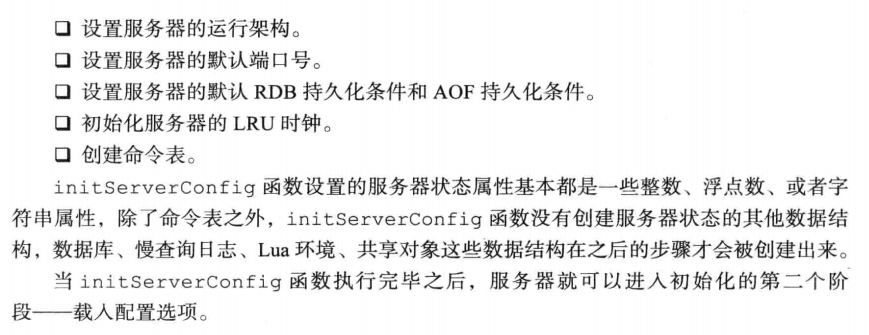 ❑ 设置服务器的运行架构。
❑ 设置服务器的默认端口号。
❑ 设置服务器的默认 RDB 持久化条件和 AOF 持久化条件。
❑ 初始化服务器的 LRU 时钟。
❑ 创建命令表。
initServerConfig 函数设置的服务器状态属性基本都是一些整数、浮点数、或者字
符串属性，除了命令表之外，initServerConfig 函数没有创建服务器状态的其他数据结
构，数据库、慢查询日志、Lua 环境、共享对象这些数据结构在之后的步骤才会被创建出来。
当 initServerConfig 函数执行完毕之后，服务器就可以进入初始化的第二个阶
段——载入配置选项。